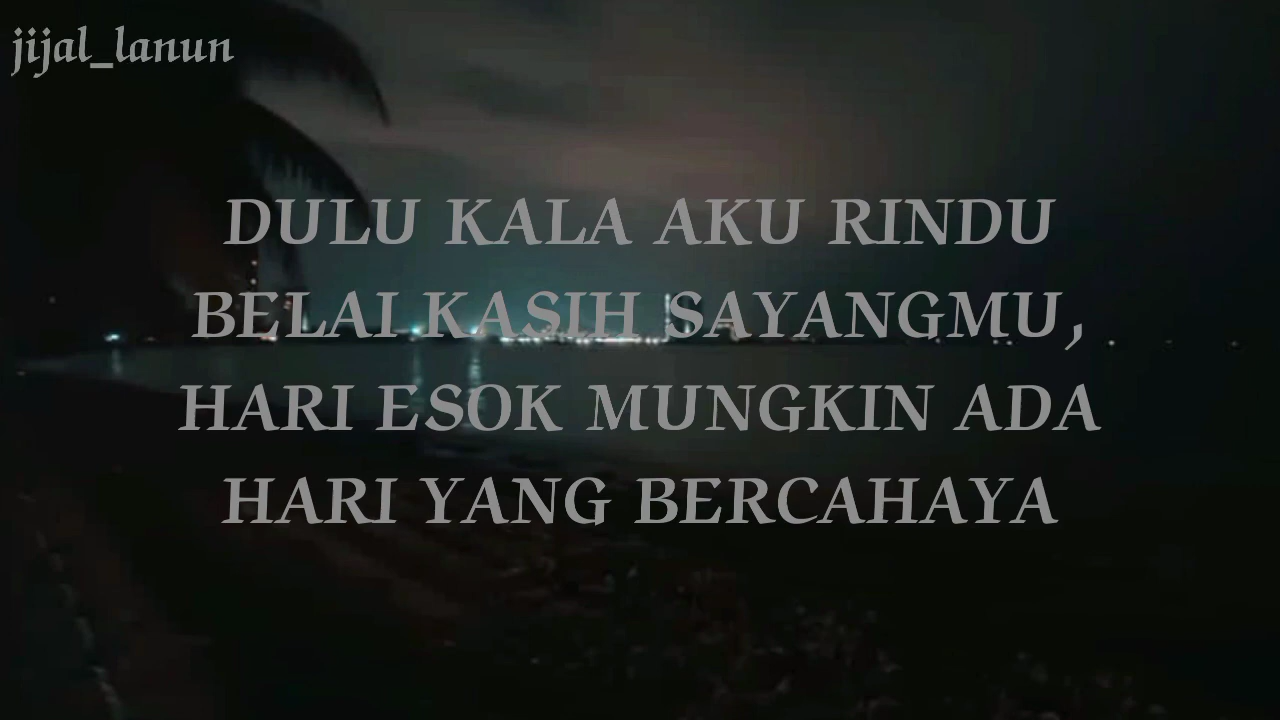 jijal_lanun
DULU KALA AKU RINDU
BELAI KASIH SAYANGMU,
HARI ESOK MUNGKIN ADA
HARI YANG BERCAHAYA